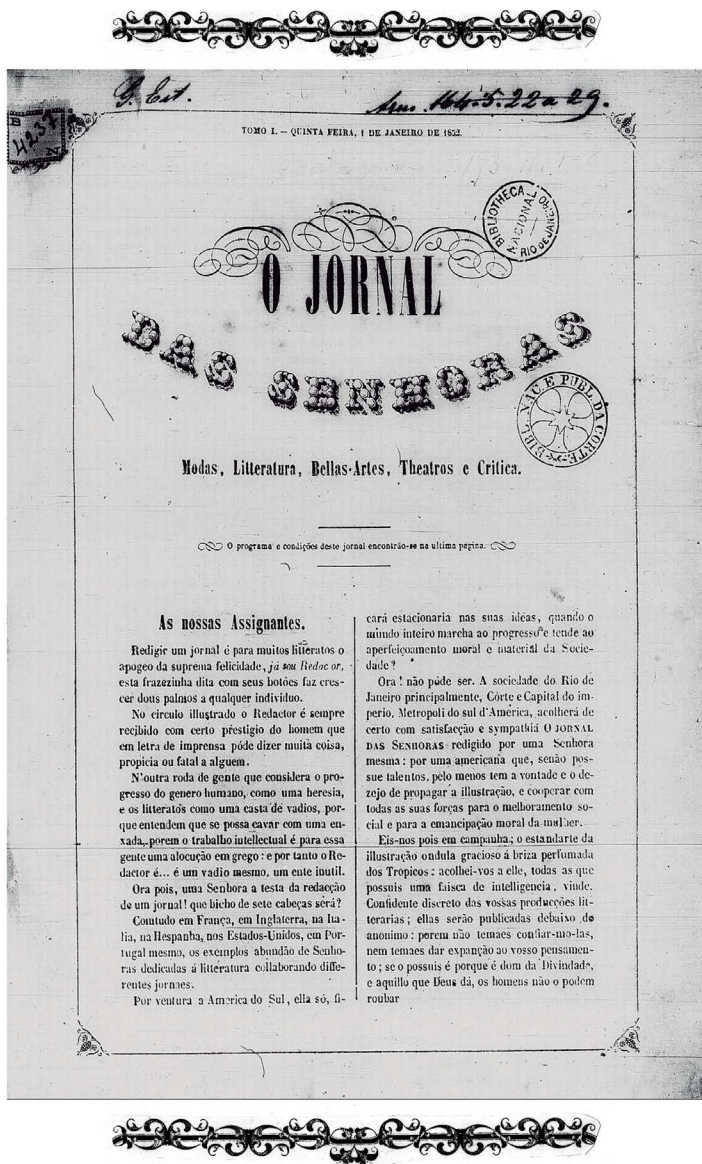 G. Est.
4237
B N
TOMO I. — QUINTA FEIRA, 1 DE JANEIRO DE 1852.
BIBLIOTHECA NACIONAL RIO DE JANEIRO
O JORNAL
DAS SENHORAS
BIBL. NAC E PUBL. DA CORTE
Modas, Litteratura, Bellas-Artes, Theatros e Critica.
O programa e condições deste jornal encontrão-se na ultima pagina.
As nossas Assignantes.
Redigir um jornal é para muitos litteratos o
apogeo da suprema felicidade, já sou Redac or,
esta frazezinha dita com seus botões faz cres-
cer dous palmos a qualquer individuo.
No circulo illustrado o Redactor é sempre
recibido com certo prestigio do homem que
em letra de imprensa póde dizer muita coisa,
propicia ou fatal a alguem.
N'outra roda de gente que considera o pro-
gresso do genero humano, como uma heresia,
e os litteratos como uma casta de vadios, por-
que entendem que se possa cavar com uma en-
xada, porem o trabalho intellectual é para essa
gente uma alocução em grego : e por tanto o Re-
dactor é... é um vadio mesmo, um ente inutil.
Ora pois, uma Senhora a testa da redacção
de um jornal ! que bicho de sete cabeças será?
Comtudo em França, em Inglaterra, na Ita-
lia, na Hespanha, nos Estados-Unidos, em Por-
tugal mesmo, os exemplos abundão de Senho-
ras dedicadas á litteratura collaborando diffe-
rentes jornaes.
Por ventura a America do Sul, ella só, fi-
cará estacionaria nas suas idéas, quando o
mundo inteiro marcha ao progresso e tende ao
aperfeiçoamento moral e material da Socie-
dade ?
Ora ! não póde ser. A sociedade do Rio de
Janeiro principalmente, Côrte e Capital do im-
perio, Metropoli do sul d'America, acolherá de
certo com satisfacção e sympathia O JORNAL
DAS SENHORAS redigido por uma Senhora
mesma : por uma americana que, senão pos-
sue talentos, pelo menos tem a vontade e o de-
zejo de propagar a illustração, e cooperar com
todas as suas forças para o melhoramento so-
cial e para a emancipação moral da mulher.
Eis-nos pois em campanha ; o estandarte da
illustração ondula gracioso á briza perfumada
dos Tropicos : acolhei-vos a elle, todas as que
possuis uma faisca de intelligencia, vinde.
Confidente discreto das vossas producções lit-
terarias ; ellas serão publicadas debaixo do
anonimo : porem não temaes confiar-mo-las,
nem temaes dar expanção ao vosso pensamen-
to ; se o possuis é porque é dom da Divindade,
e aquillo que Deus dá, os homens não o podem
roubar